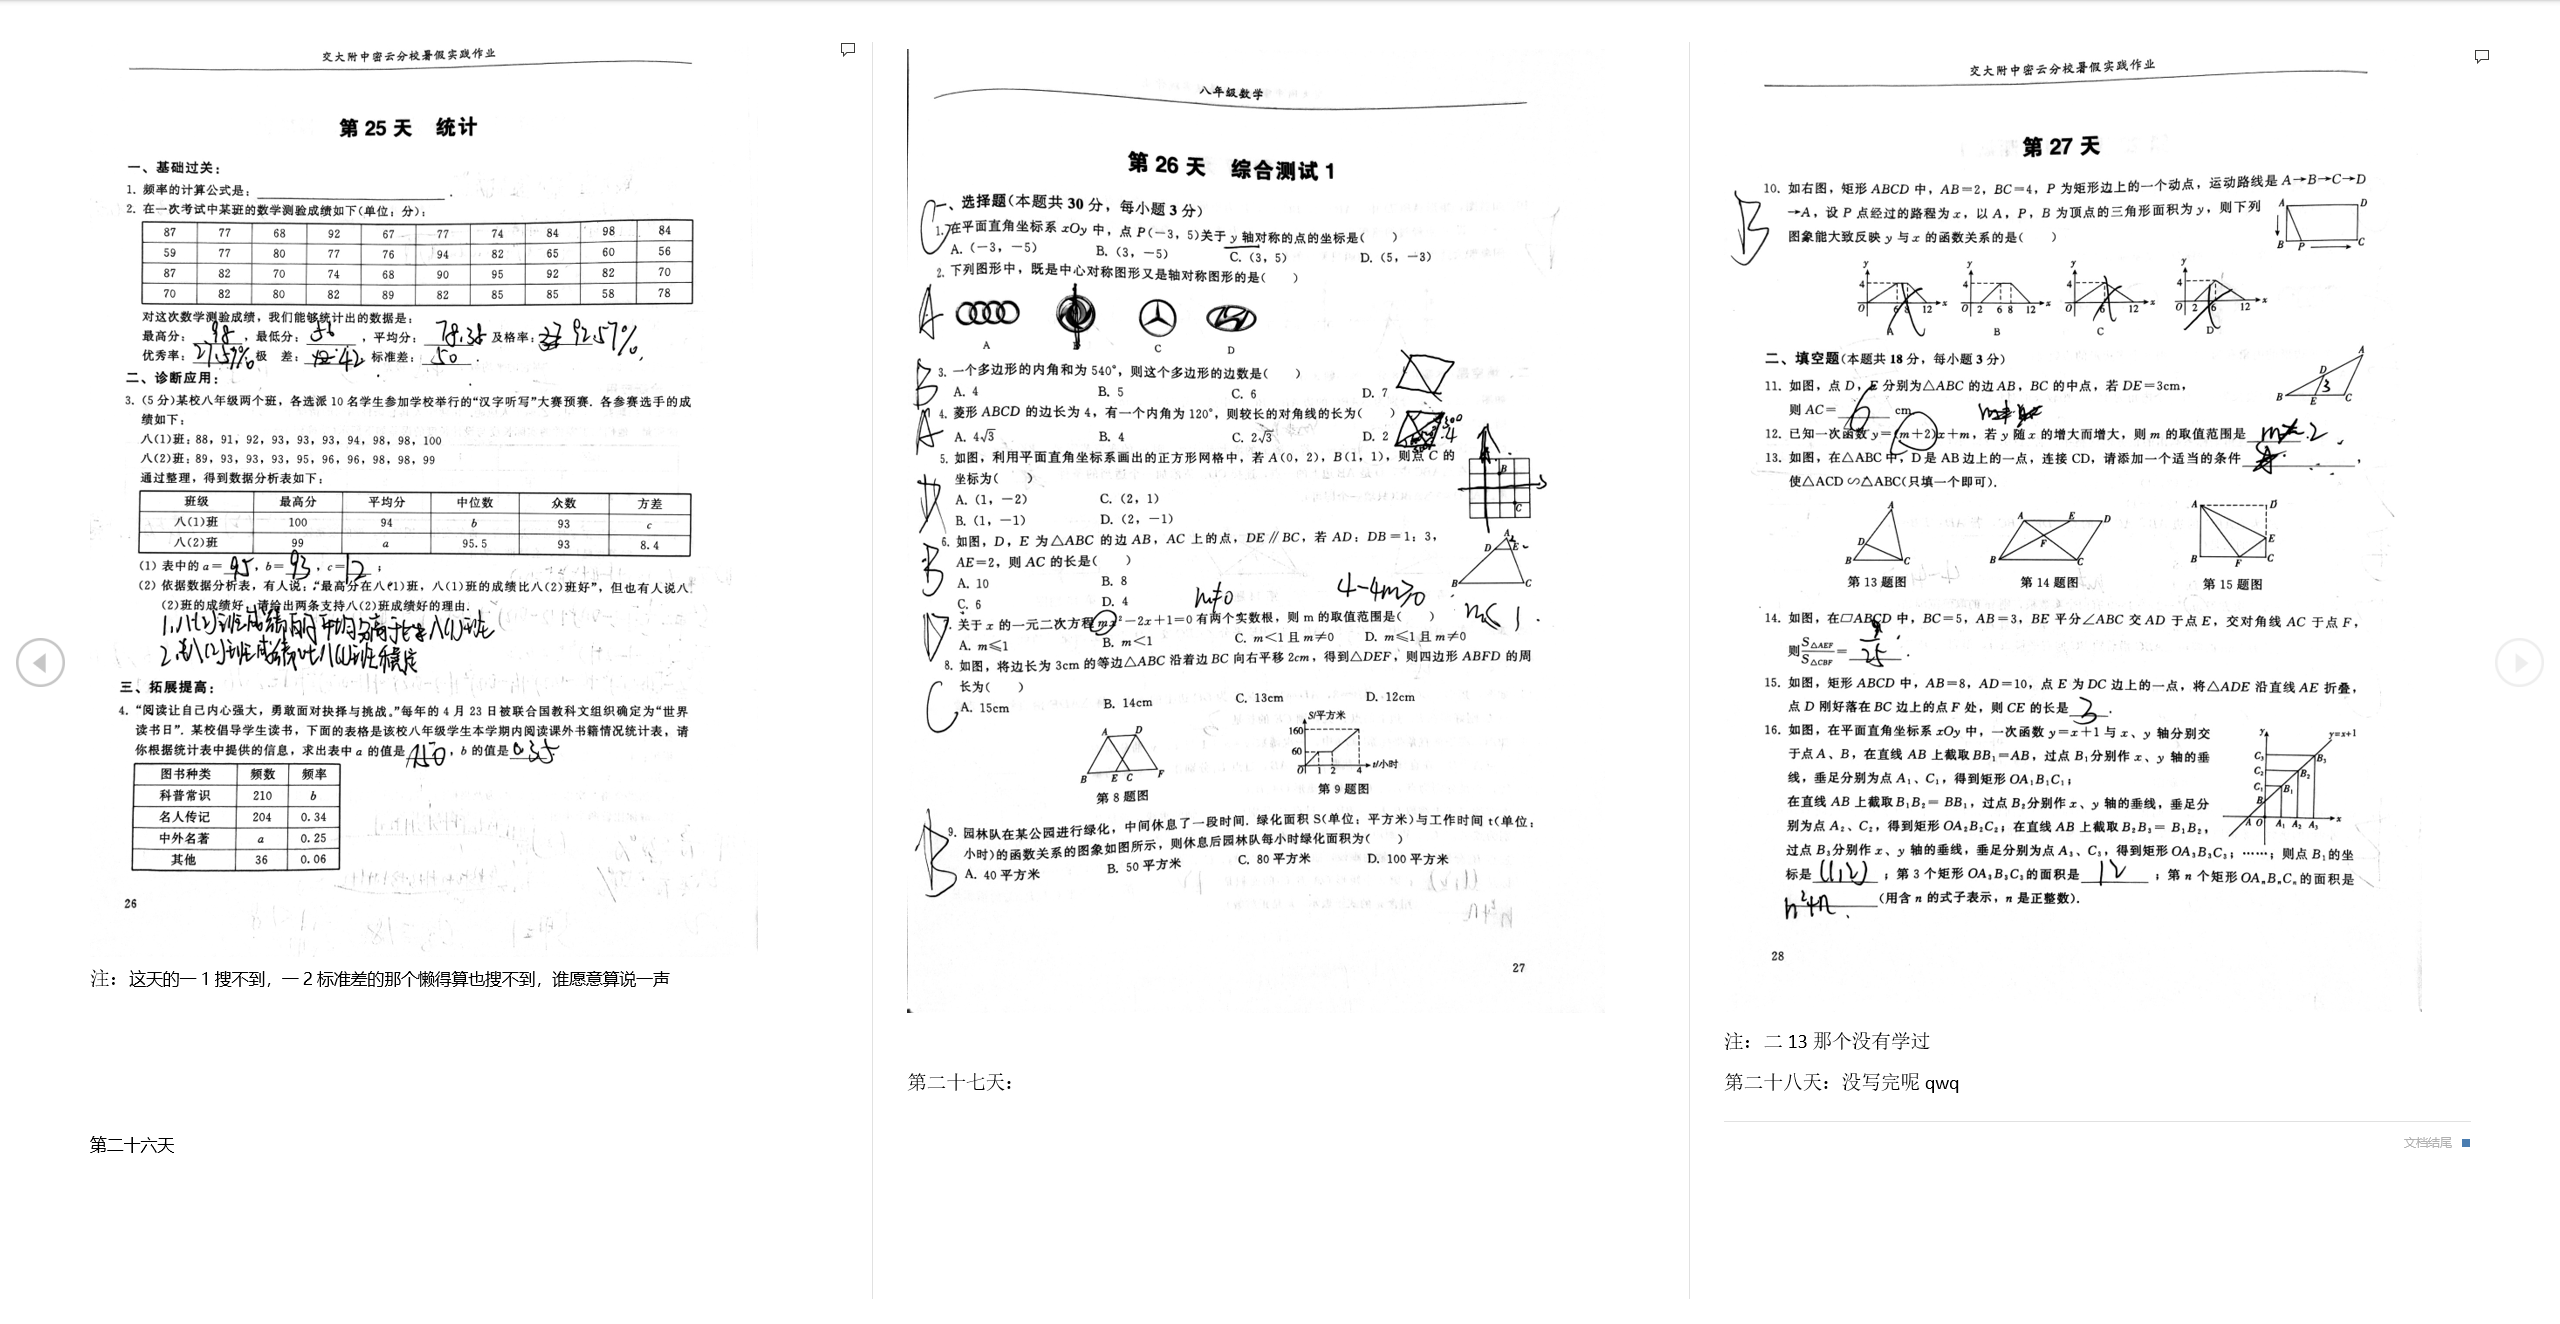 交大附中密云分校暑假实践作业
第 25 天 统计
一、基础过关：
1. 频率的计算公式是：________.
2. 在一次考试中某班的数学测验成绩如下(单位：分)：
87 77 68 92 67 77 74 84 98 84
59 77 80 77 76 94 82 65 60 56
87 82 70 74 68 90 95 92 82 70
70 82 80 82 89 82 85 85 58 78
对这次数学测验成绩，我们能够统计出的数据是：
最高分：98，最低分：56，平均分：78.35 及格率：92.57%
优秀率：27.57% 极 差：42 标准差：50.
二、诊断应用：
3. (5 分)某校八年级两个班，各选派 10 名学生参加学校举行的“汉字听写”大赛预赛. 各参赛选手的成
绩如下：
八(1)班：88，91，92，93，93，93，94，98，98，100
八(2)班：89，93，93，93，95，96，96，98，98，99
通过整理，得到数据分析表如下：
班级 最高分 平均分 中位数 众数 方差
八(1)班 100 94 b 93 c
八(2)班 99 a 95.5 93 8.4
(1) 表中的 a＝95，b＝93，c＝12；
(2) 依据数据分析表，有人说：“最高分在八(1)班，八(1)班的成绩比八(2)班好”，但也有人说八
(2)班的成绩好，请给出两条支持八(2)班成绩好的理由.
1.八(2)班成绩的平均分高于八(1)班
2.八(2)班成绩比八(1)班稳定
三、拓展提高：
4. “阅读让自己内心强大，勇敢面对抉择与挑战。”每年的 4 月 23 日被联合国教科文组织确定为“世界
读书日”. 某校倡导学生读书，下面的表格是该校八年级学生本学期内阅读课外书籍情况统计表，请
你根据统计表中提供的信息，求出表中 a 的值是150，b 的值是0.35
图书种类 频数 频率
科普常识 210 b
名人传记 204 0.34
中外名著 a 0.25
其他 36 0.06
26
注：这天的一 1 搜不到，一 2 标准差的那个懒得算也搜不到，谁愿意算说一声
第二十六天
八年级数学
第 26 天 综合测试 1
一、选择题(本题共 30 分，每小题 3 分)
C
1. 在平面直角坐标系 xOy 中，点 P(－3，5)关于 y 轴对称的点的坐标是( )
A. (－3，－5) B. (3，－5) C. (3，5) D. (5，－3)
2. 下列图形中，既是中心对称图形又是轴对称图形的是( )
A
A B C D
3. 一个多边形的内角和为 540°，则这个多边形的边数是( )
B
A. 4 B. 5 C. 6 D. 7
4. 菱形 ABCD 的边长为 4，有一个内角为 120°，则较长的对角线的长为( )
A
A. 4√3 B. 4 C. 2√3 D. 2
5. 如图，利用平面直角坐标系画出的正方形网格中，若 A(0，2)，B(1，1)，则点 C 的
坐标为( )
D
A. (1，－2) C. (2，1)
B. (1，－1) D. (2，－1)
6. 如图，D，E 为△ABC 的边 AB，AC 上的点，DE∥BC，若 AD：DB＝1：3，
AE＝2，则 AC 的长是( )
B
A. 10 B. 8
C. 6 D. 4
m≠0 4-4m≥0
m≤1.
7. 关于 x 的一元二次方程 mx²－2x＋1＝0 有两个实数根，则 m 的取值范围是( )
D
A. m⩽1 B. m＜1 C. m＜1 且 m≠0 D. m⩽1 且 m≠0
8. 如图，将边长为 3cm 的等边△ABC 沿着边 BC 向右平移 2cm，得到△DEF，则四边形 ABFD 的周
长为( )
C
A. 15cm B. 14cm C. 13cm D. 12cm
A D B E C F
第 8 题图
S/平方米 160 60 O 1 2 4 t/小时
第 9 题图
B
9. 园林队在某公园进行绿化，中间休息了一段时间. 绿化面积 S(单位：平方米)与工作时间 t(单位：
小时)的函数关系的图象如图所示，则休息后园林队每小时绿化面积为( )
A. 40 平方米 B. 50 平方米 C. 80 平方米 D. 100 平方米
27
第二十七天：
交大附中密云分校暑假实践作业
第 27 天
B
10. 如右图，矩形 ABCD 中，AB＝2，BC＝4，P 为矩形边上的一个动点，运动路线是 A→B→C→D
→A，设 P 点经过的路程为 x，以 A，P，B 为顶点的三角形面积为 y，则下列
图象能大致反映 y 与 x 的函数关系的是( )
A B C D
二、填空题(本题共 18 分，每小题 3 分)
11. 如图，点 D，E 分别为△ABC 的边 AB，BC 的中点，若 DE＝3cm，
则 AC＝6 cm
12. 已知一次函数 y＝(m＋2)x＋m，若 y 随 x 的增大而增大，则 m 的取值范围是
13. 如图，在△ABC 中，D 是 AB 边上的一点，连接 CD，请添加一个适当的条件________，
使△ACD∽△ABC(只填一个即可).
第 13 题图 第 14 题图 第 15 题图
14. 如图，在▱ABCD 中，BC＝5，AB＝3，BE 平分∠ABC 交 AD 于点 E，交对角线 AC 于点 F，
则S△AEF/S△CBF＝9/25.
15. 如图，矩形 ABCD 中，AB＝8，AD＝10，点 E 为 DC 边上的一点，将△ADE 沿直线 AE 折叠，
点 D 刚好落在 BC 边上的点 F 处，则 CE 的长是3.
16. 如图，在平面直角坐标系 xOy 中，一次函数 y＝x＋1 与 x、y 轴分别交
于点 A、B，在直线 AB 上截取 BB₁＝AB，过点 B₁分别作 x、y 轴的垂
线，垂足分别为点 A₁、C₁，得到矩形 OA₁B₁C₁；
在直线 AB 上截取 B₁B₂＝ BB₁，过点 B₂分别作 x、y 轴的垂线，垂足分
别为点 A₂、C₂，得到矩形 OA₂B₂C₂；在直线 AB 上截取 B₂B₃＝ B₁B₂，
过点 B₃分别作 x、y 轴的垂线，垂足分别为点 A₃、C₃，得到矩形 OA₃B₃C₃；……；则点 B₁的坐
标是(1,2)；第 3 个矩形 OA₃B₃C₃的面积是12；第 n 个矩形 OAₙBₙCₙ的面积是
n²+n(用含 n 的式子表示，n 是正整数).
y=x+1
28
注：二 13 那个没有学过
第二十八天：没写完呢 qwq
文档结尾